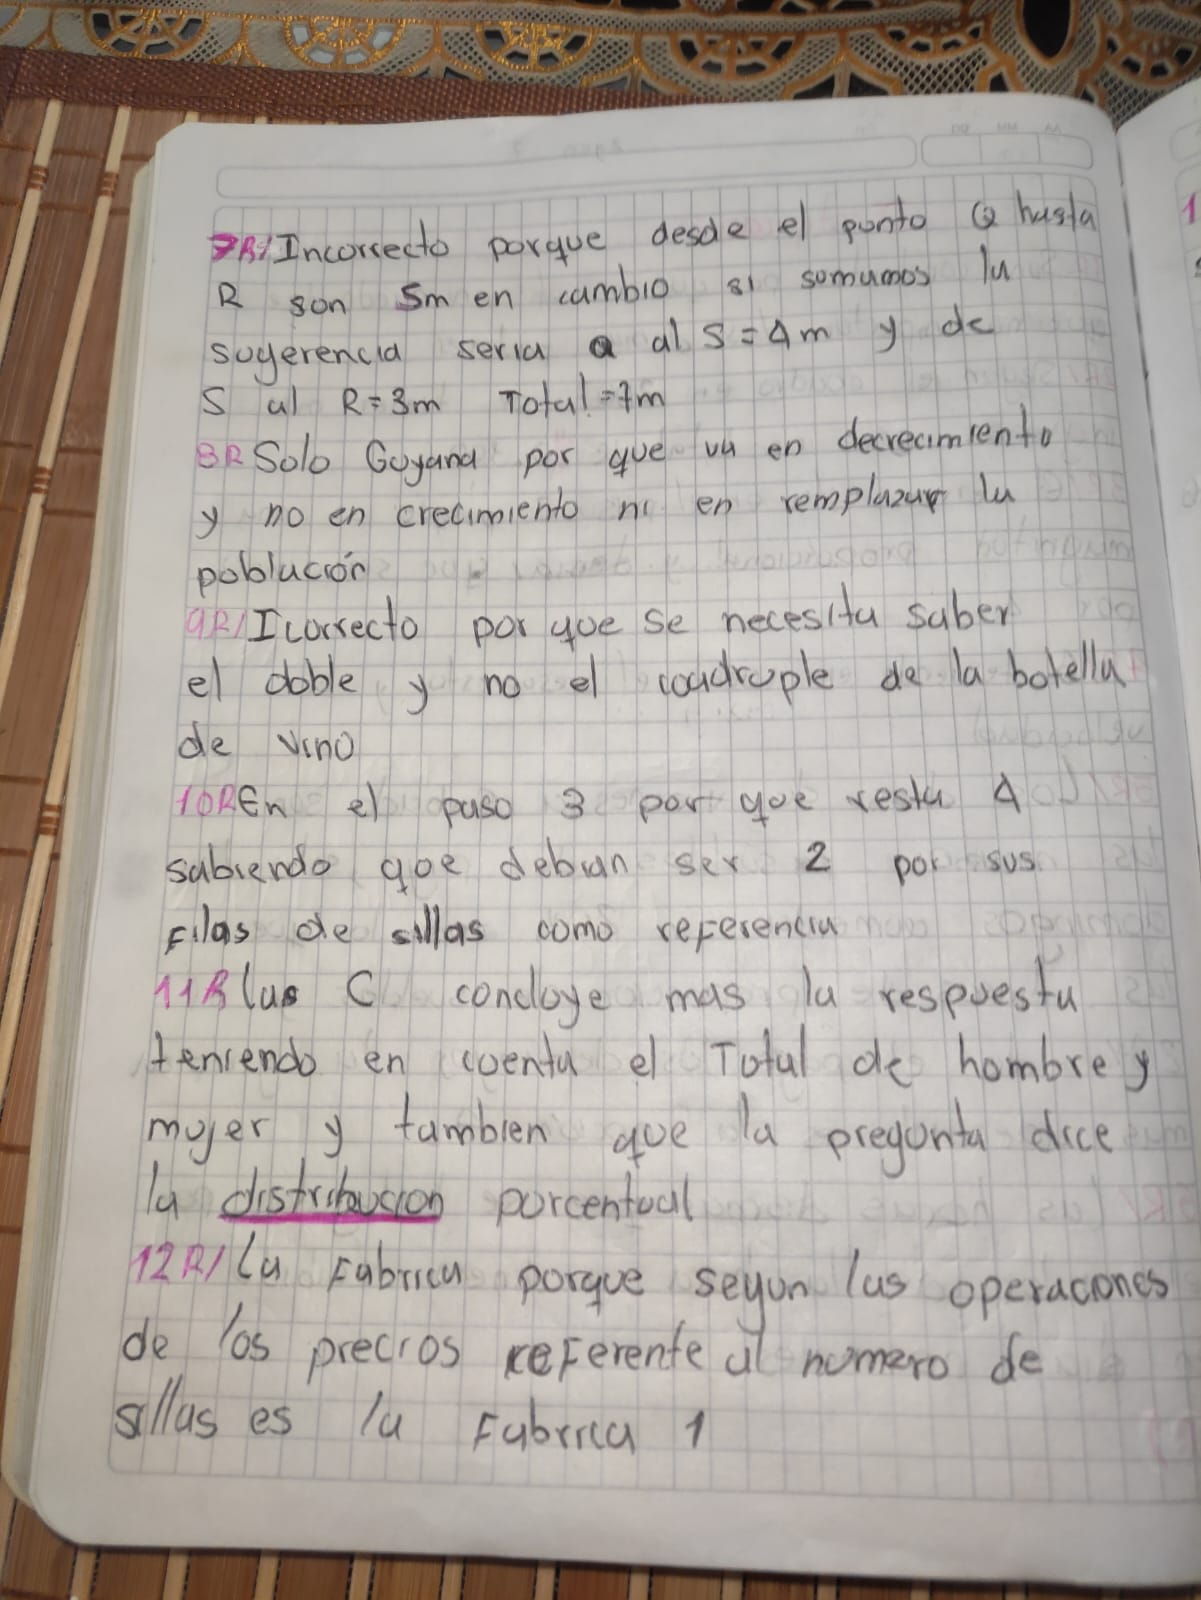 7R/Incorrecto porque desde el punto Q hasta
R son 5m en cambio si sumamos la
sugerencia seria Q al S = 4m y de
S al R = 3m Total = 7m
8R Solo Guyana por que va en decrecimiento
y no en crecimiento ni en remplazar la
población
9R/Icorrecto por que se necesita saber
el doble y no el coadruple de la botella
de vino
10REn el paso 3 por que resta 4
sabiendo que debian ser 2 por sus
filas de sillas como referencia
11R las C concluye mas la respuesta
teniendo en cuenta el Total de hombre y
mujer y tambien que la pregunta dice
la distribucion porcentual
12R/La Fabrica porque segun las operaciones
de los precios referente al numero de
sillas es la Fabrica 1